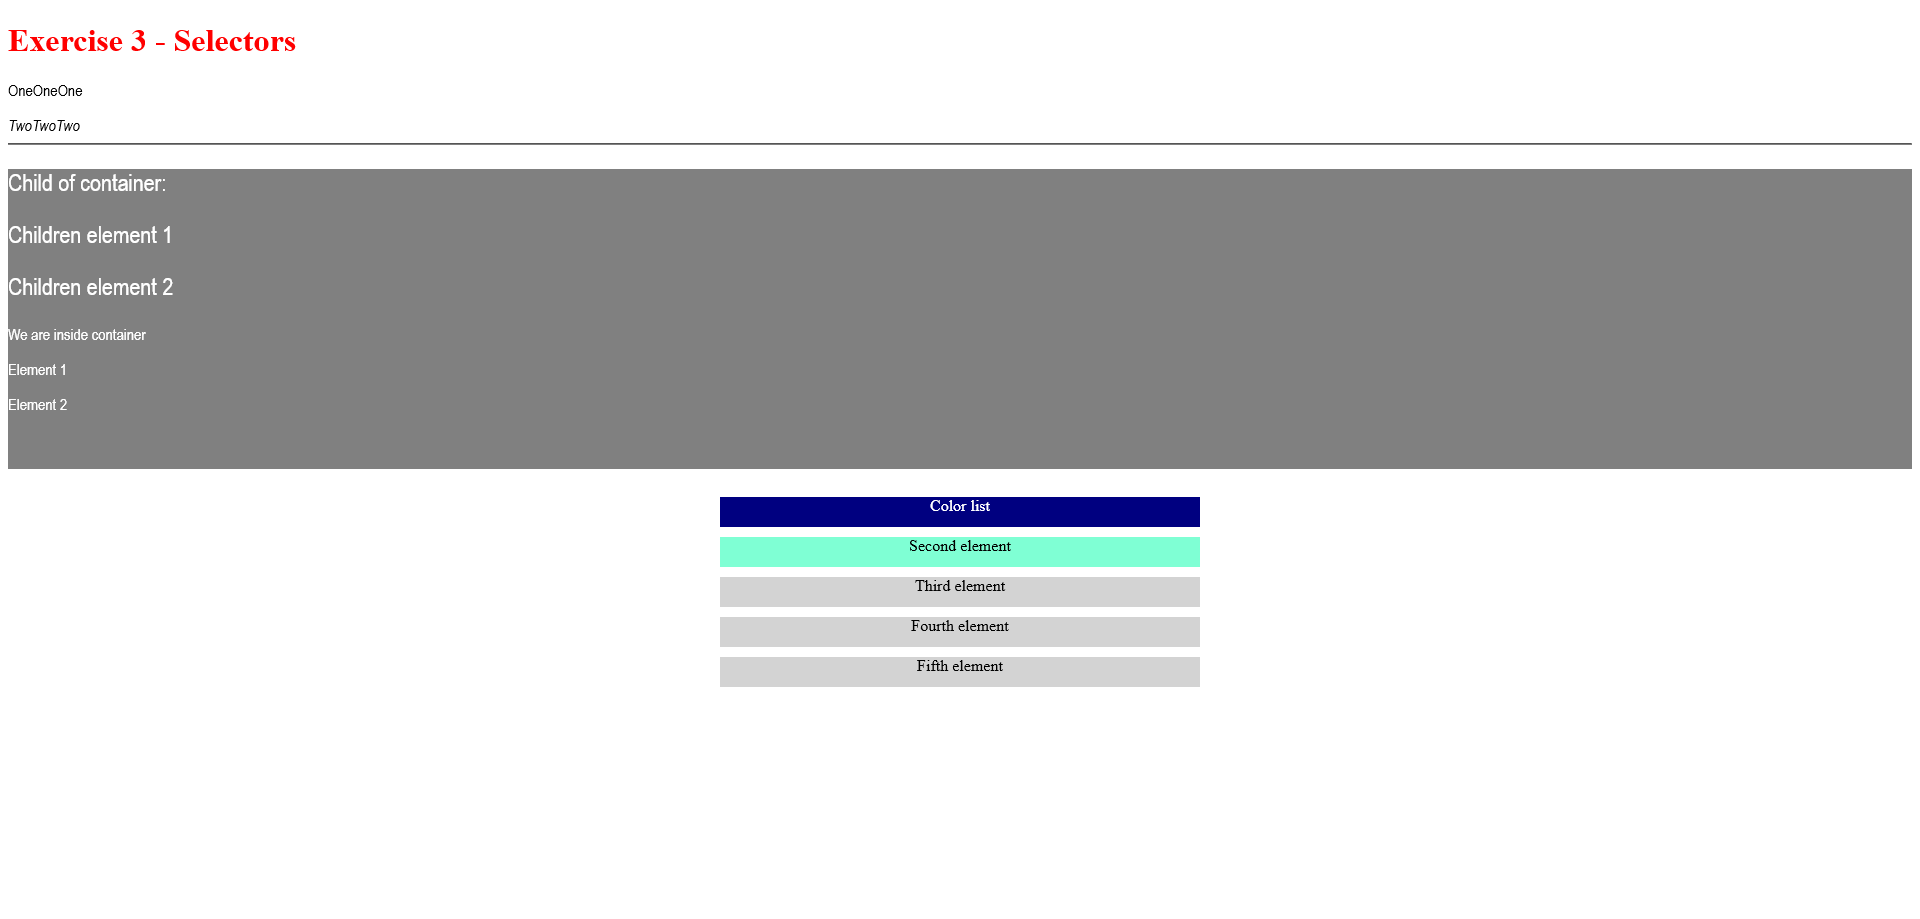 Exercise 3 - Selectors
OneOneOne
TwoTwoTwo
Child of container:
Children element 1
Children element 2
We are inside container
Element 1
Element 2
Color list
Second element
Third element
Fourth element
Fifth element